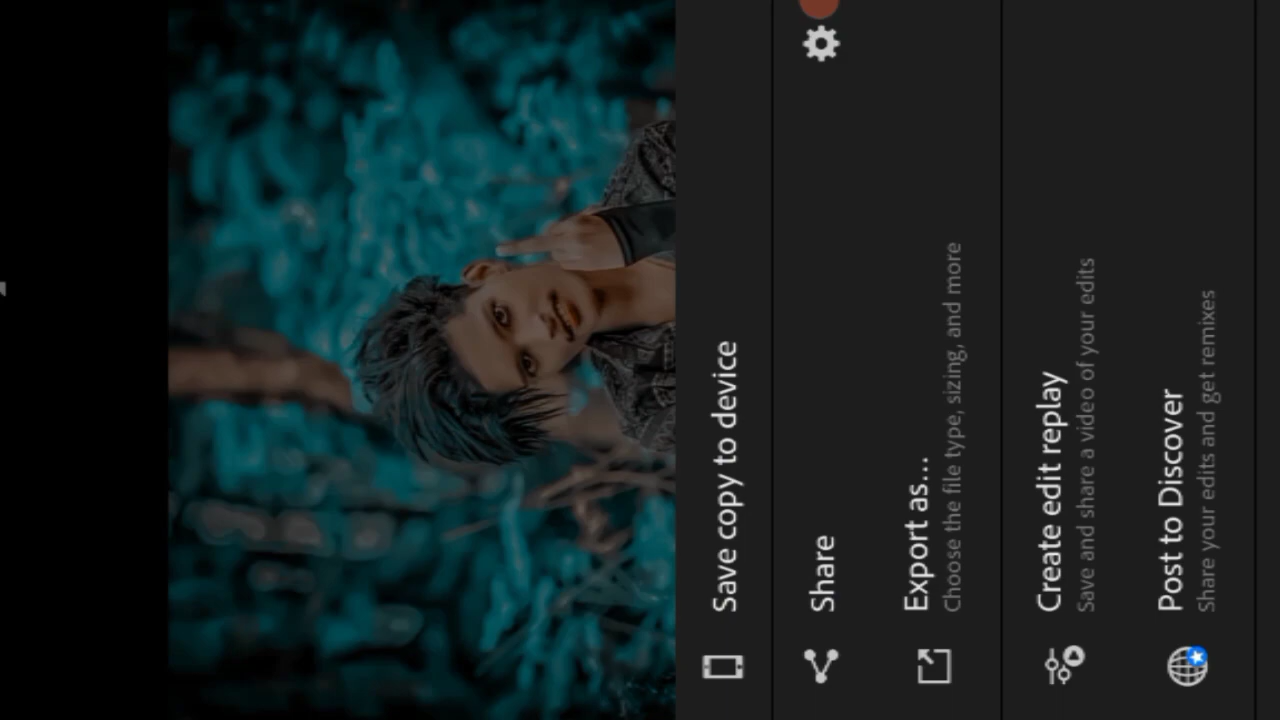 Save copy to device
Share
Export as...
Choose the file type, sizing, and more
Create edit replay
Save and share a video of your edits
Post to Discover
Share your edits and get remixes